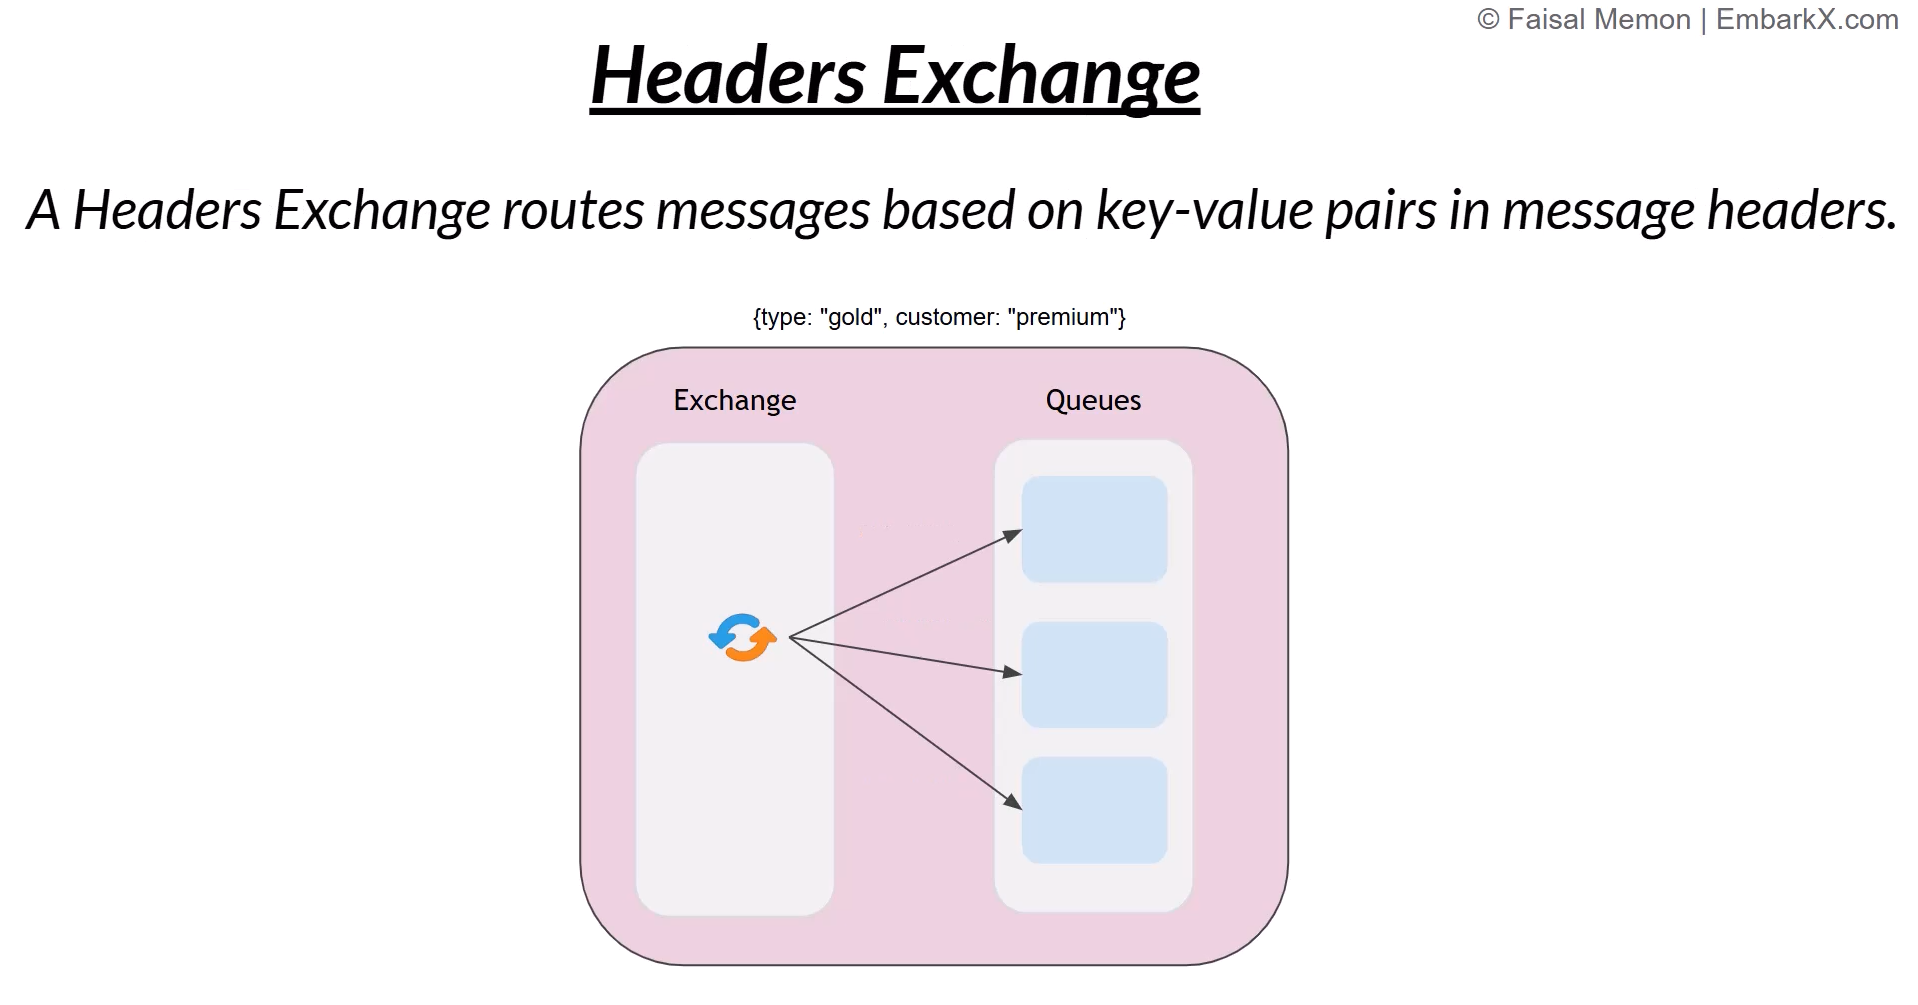 © Faisal Memon | EmbarkX.com
Headers Exchange
A Headers Exchange routes messages based on key-value pairs in message headers.
{type: "gold", customer: "premium"}
Exchange
Queues